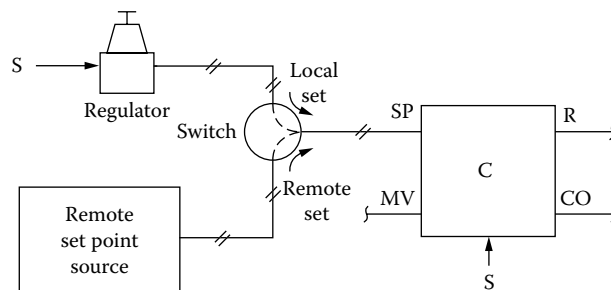 S
Regulator
Local
set
Switch
SP
R
C
Remote
set
MV
CO
Remote
set point
source
S